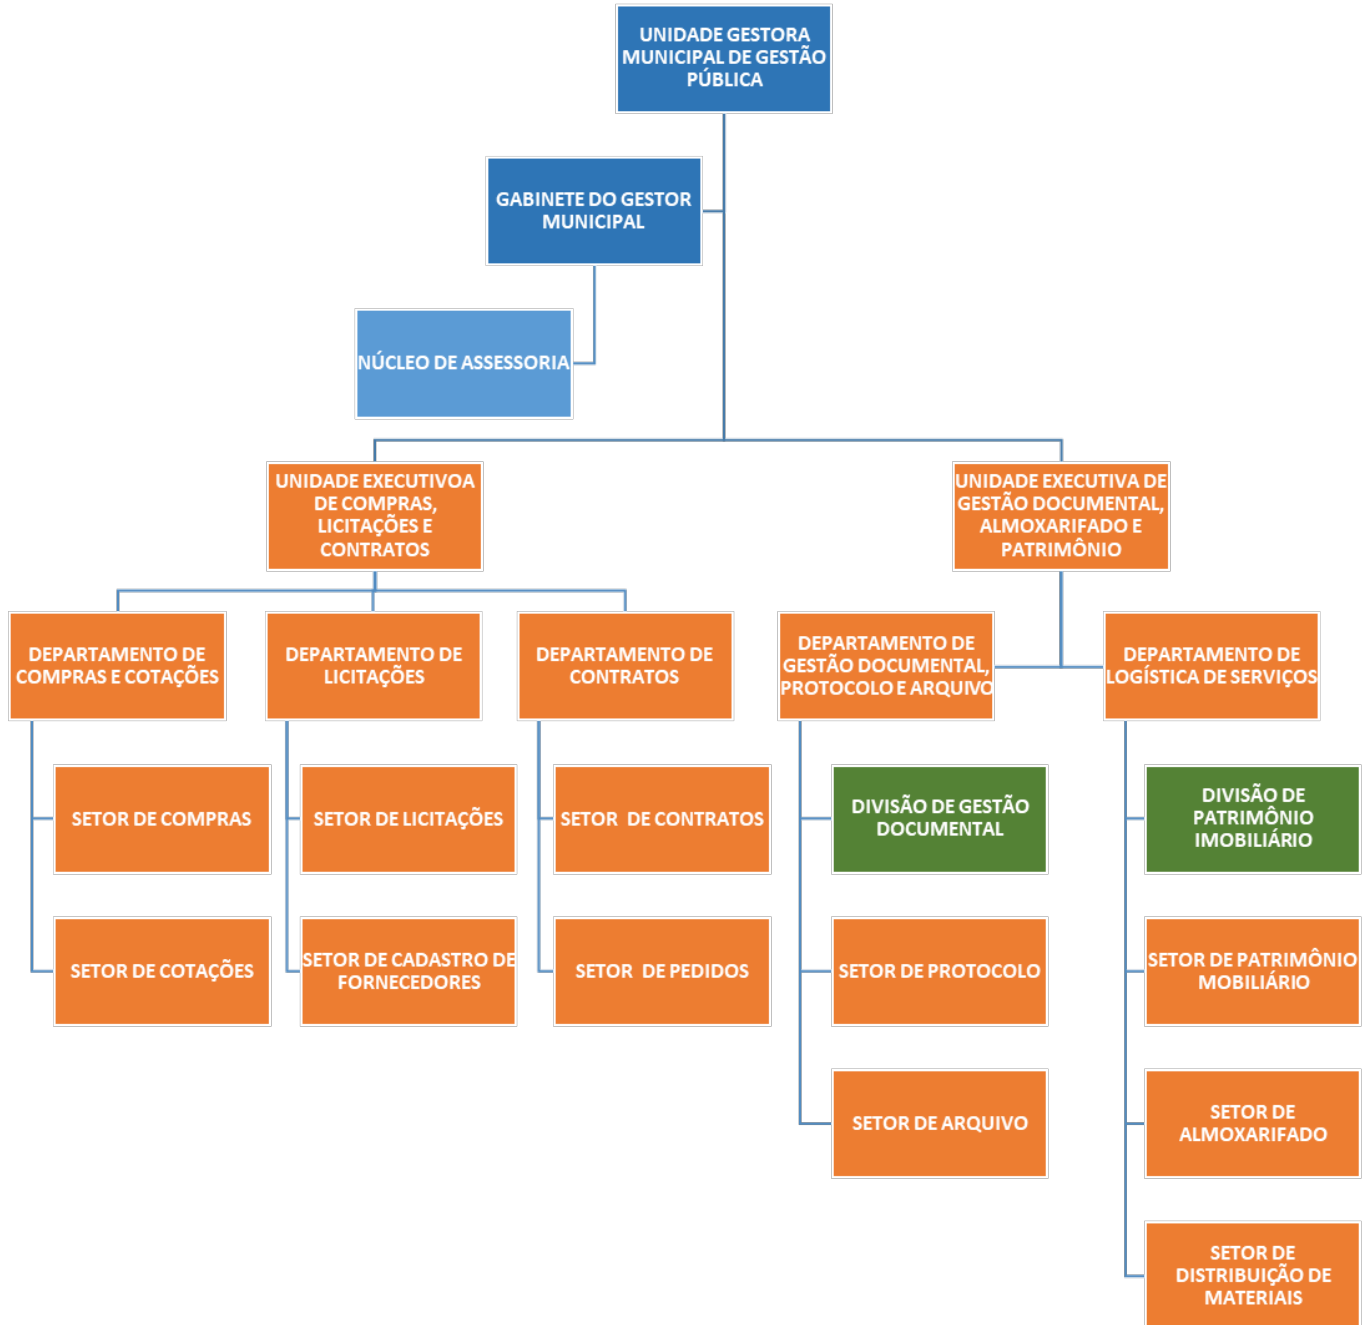 UNIDADE GESTORA
MUNICIPAL DE GESTÃO
PÚBLICA
GABINETE DO GESTOR
MUNICIPAL
NÚCLEO DE ASSESSORIA
UNIDADE EXECUTIVOA
DE COMPRAS,
LICITAÇÕES E
CONTRATOS
UNIDADE EXECUTIVA DE
GESTÃO DOCUMENTAL,
ALMOXARIFADO E
PATRIMÔNIO
DEPARTAMENTO DE
COMPRAS E COTAÇÕES
DEPARTAMENTO DE
LICITAÇÕES
DEPARTAMENTO DE
CONTRATOS
DEPARTAMENTO DE
GESTÃO DOCUMENTAL,
PROTOCOLO E ARQUIVO
DEPARTAMENTO DE
LOGÍSTICA DE SERVIÇOS
SETOR DE COMPRAS
SETOR DE LICITAÇÕES
SETOR DE CONTRATOS
DIVISÃO DE GESTÃO
DOCUMENTAL
DIVISÃO DE
PATRIMÔNIO
IMOBILIÁRIO
SETOR DE COTAÇÕES
SETOR DE CADASTRO DE
FORNECEDORES
SETOR DE PEDIDOS
SETOR DE PROTOCOLO
SETOR DE PATRIMÔNIO
MOBILIÁRIO
SETOR DE ARQUIVO
SETOR DE
ALMOXARIFADO
SETOR DE
DISTRIBUIÇÃO DE
MATERIAIS